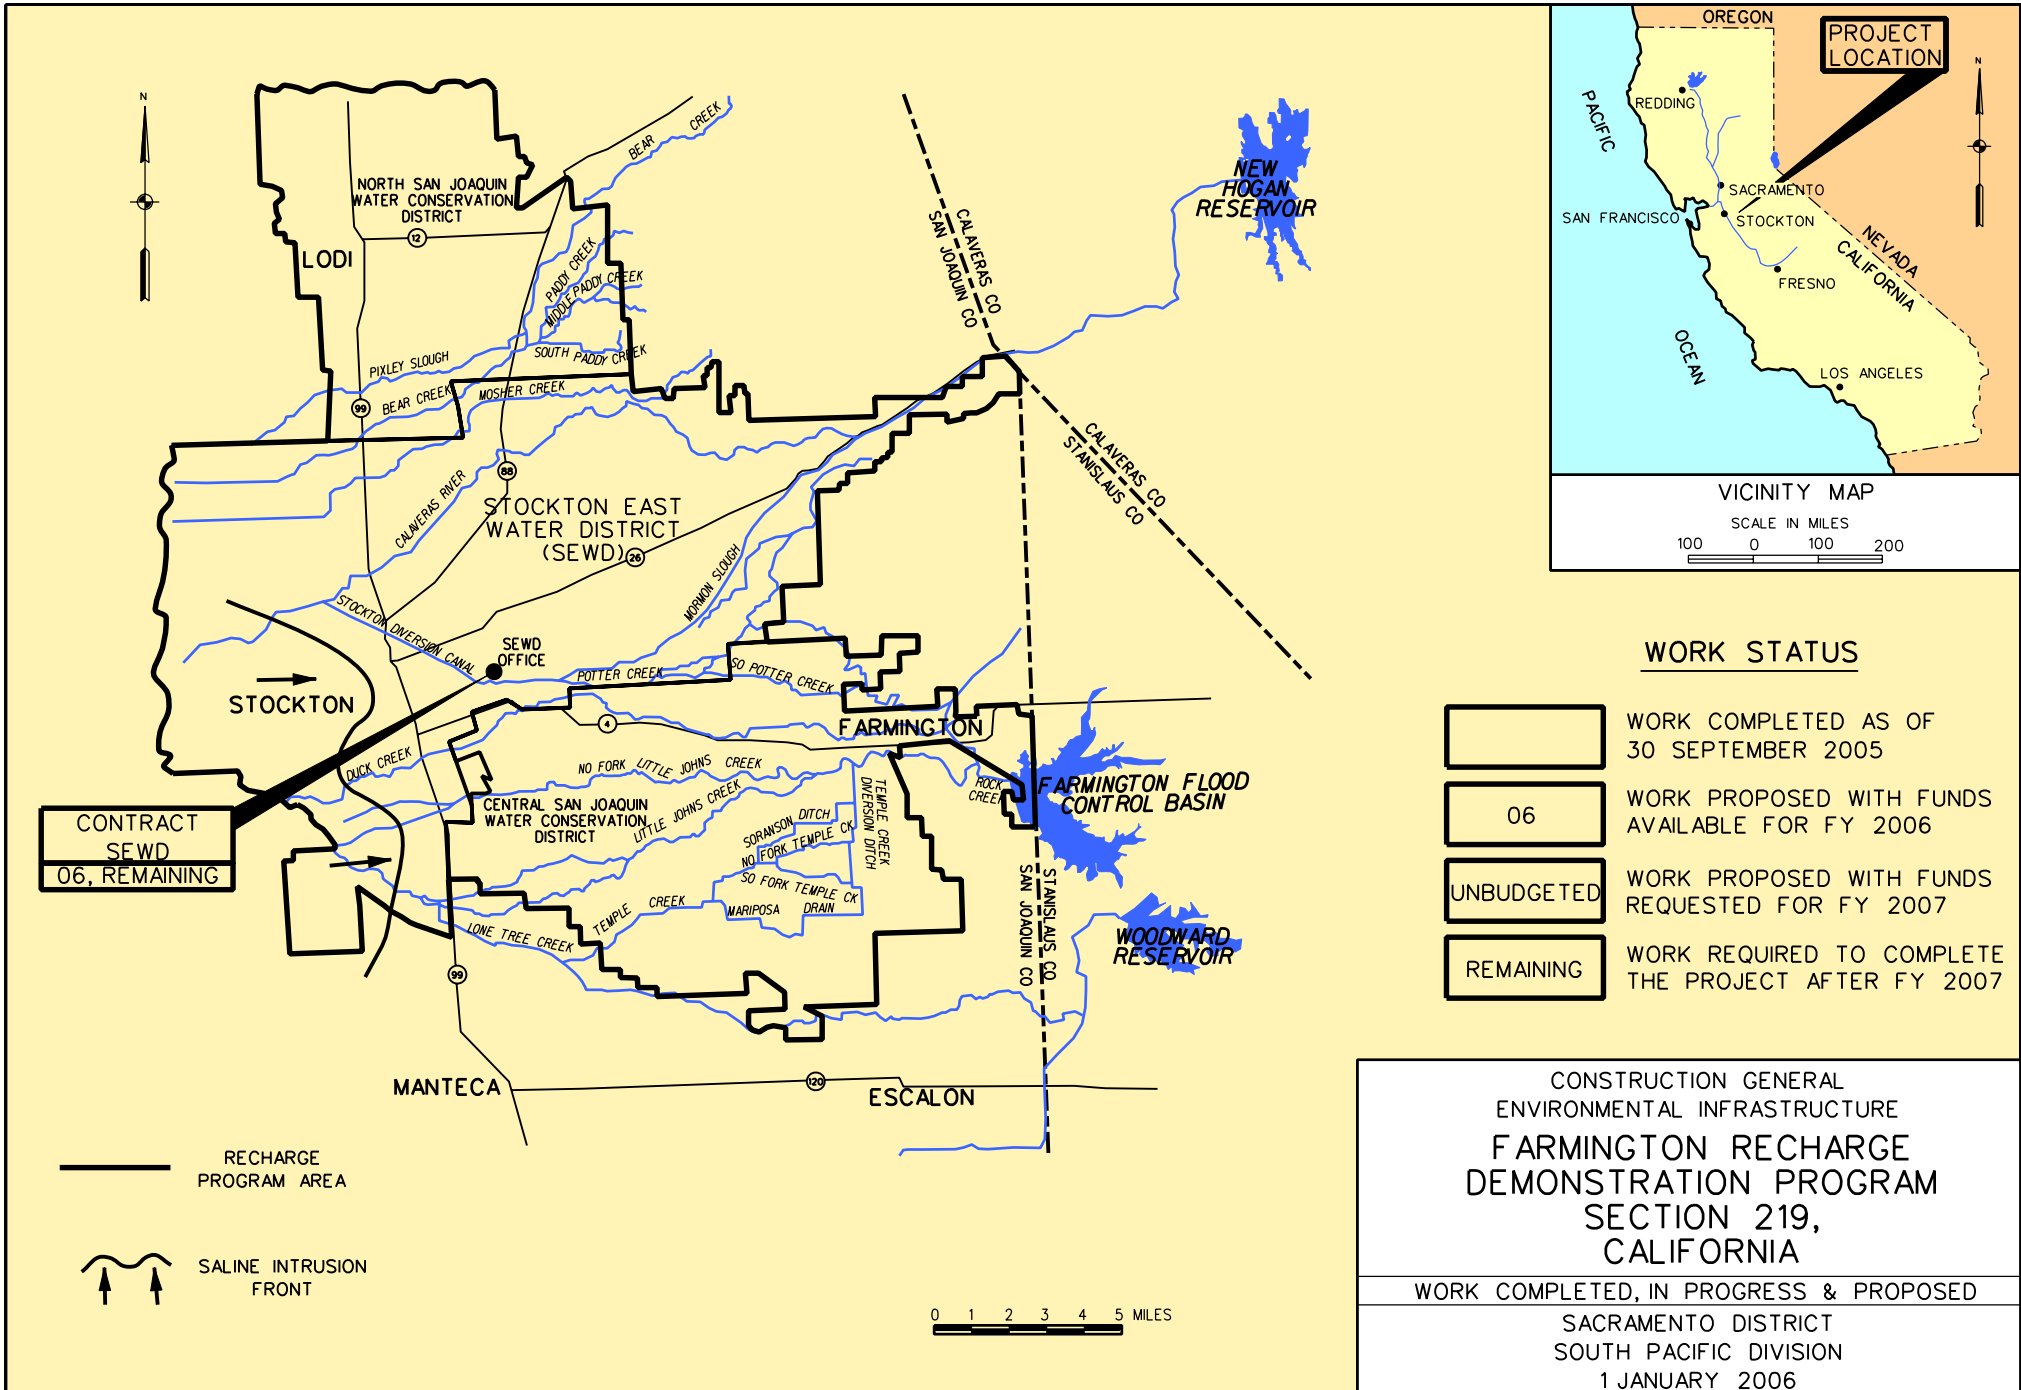 N
NORTH SAN JOAQUIN
WATER CONSERVATION
DISTRICT
LODI
12
BEAR CREEK
PADDY CREEK
MIDDLE PADDY CREEK
SOUTH PADDY CREEK
PIXLEY SLOUGH
BEAR CREEK
MOSHER CREEK
99
88
CALAVERAS RIVER
STOCKTON EAST
WATER DISTRICT
(SEWD)
26
MORMON SLOUGH
STOCKTON DIVERSION CANAL
SEWD
OFFICE
STOCKTON
POTTER CREEK
SO POTTER CREEK
4
FARMINGTON
DUCK CREEK
NO FORK LITTLE JOHNS CREEK
LITTLE JOHNS CREEK
CENTRAL SAN JOAQUIN
WATER CONSERVATION
DISTRICT
SORANSON DITCH
NO FORK TEMPLE CK
SO FORK TEMPLE CK
MARIPOSA DRAIN
TEMPLE CREEK
DIVERSION DITCH
TEMPLE CREEK
LONE TREE CREEK
ROCK
CREEK
FARMINGTON FLOOD
CONTROL BASIN
WOODWARD
RESERVOIR
NEW
HOGAN
RESERVOIR
CALAVERAS CO
SAN JOAQUIN CO
CALAVERAS CO
STANISLAUS CO
STANISLAUS CO
SAN JOAQUIN CO
99
MANTECA
120
ESCALON
CONTRACT
SEWD
06, REMAINING
RECHARGE
PROGRAM AREA
SALINE INTRUSION
FRONT
0 1 2 3 4 5 MILES
OREGON
PROJECT
LOCATION
N
PACIFIC
OCEAN
REDDING
SACRAMENTO
SAN FRANCISCO
STOCKTON
NEVADA
CALIFORNIA
FRESNO
LOS ANGELES
VICINITY MAP
SCALE IN MILES
100 0 100 200
WORK STATUS
WORK COMPLETED AS OF
30 SEPTEMBER 2005
06
WORK PROPOSED WITH FUNDS
AVAILABLE FOR FY 2006
UNBUDGETED
WORK PROPOSED WITH FUNDS
REQUESTED FOR FY 2007
REMAINING
WORK REQUIRED TO COMPLETE
THE PROJECT AFTER FY 2007
CONSTRUCTION GENERAL
ENVIRONMENTAL INFRASTRUCTURE
FARMINGTON RECHARGE
DEMONSTRATION PROGRAM
SECTION 219,
CALIFORNIA
WORK COMPLETED, IN PROGRESS & PROPOSED
SACRAMENTO DISTRICT
SOUTH PACIFIC DIVISION
1 JANUARY 2006